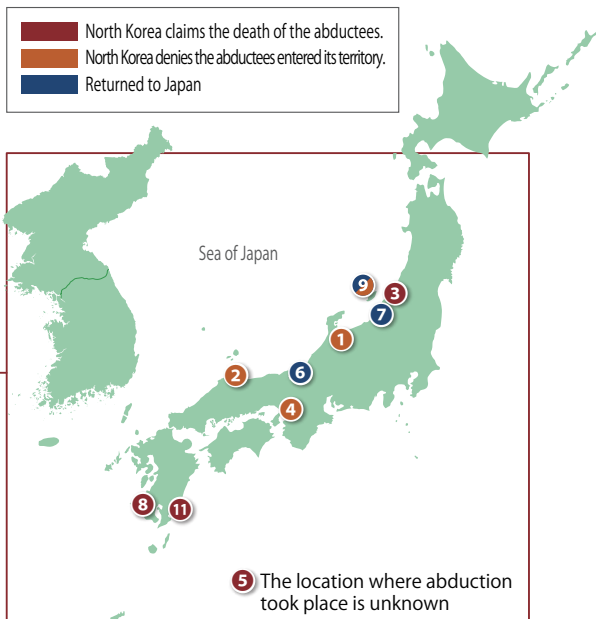 North Korea claims the death of the abductees.
North Korea denies the abductees entered its territory.
Returned to Japan
Sea of Japan
9
3
7
1
6
2
4
8
11
5 The location where abduction
took place is unknown